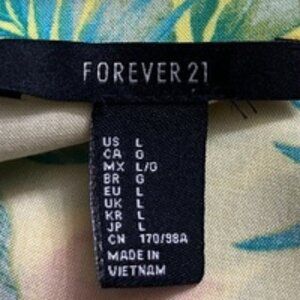 FOREVER 21
US L
CA G
MX L/G
BR G
EU L
UK L
KR L
JP L
CN 170/98A
MADE IN
VIETNAM